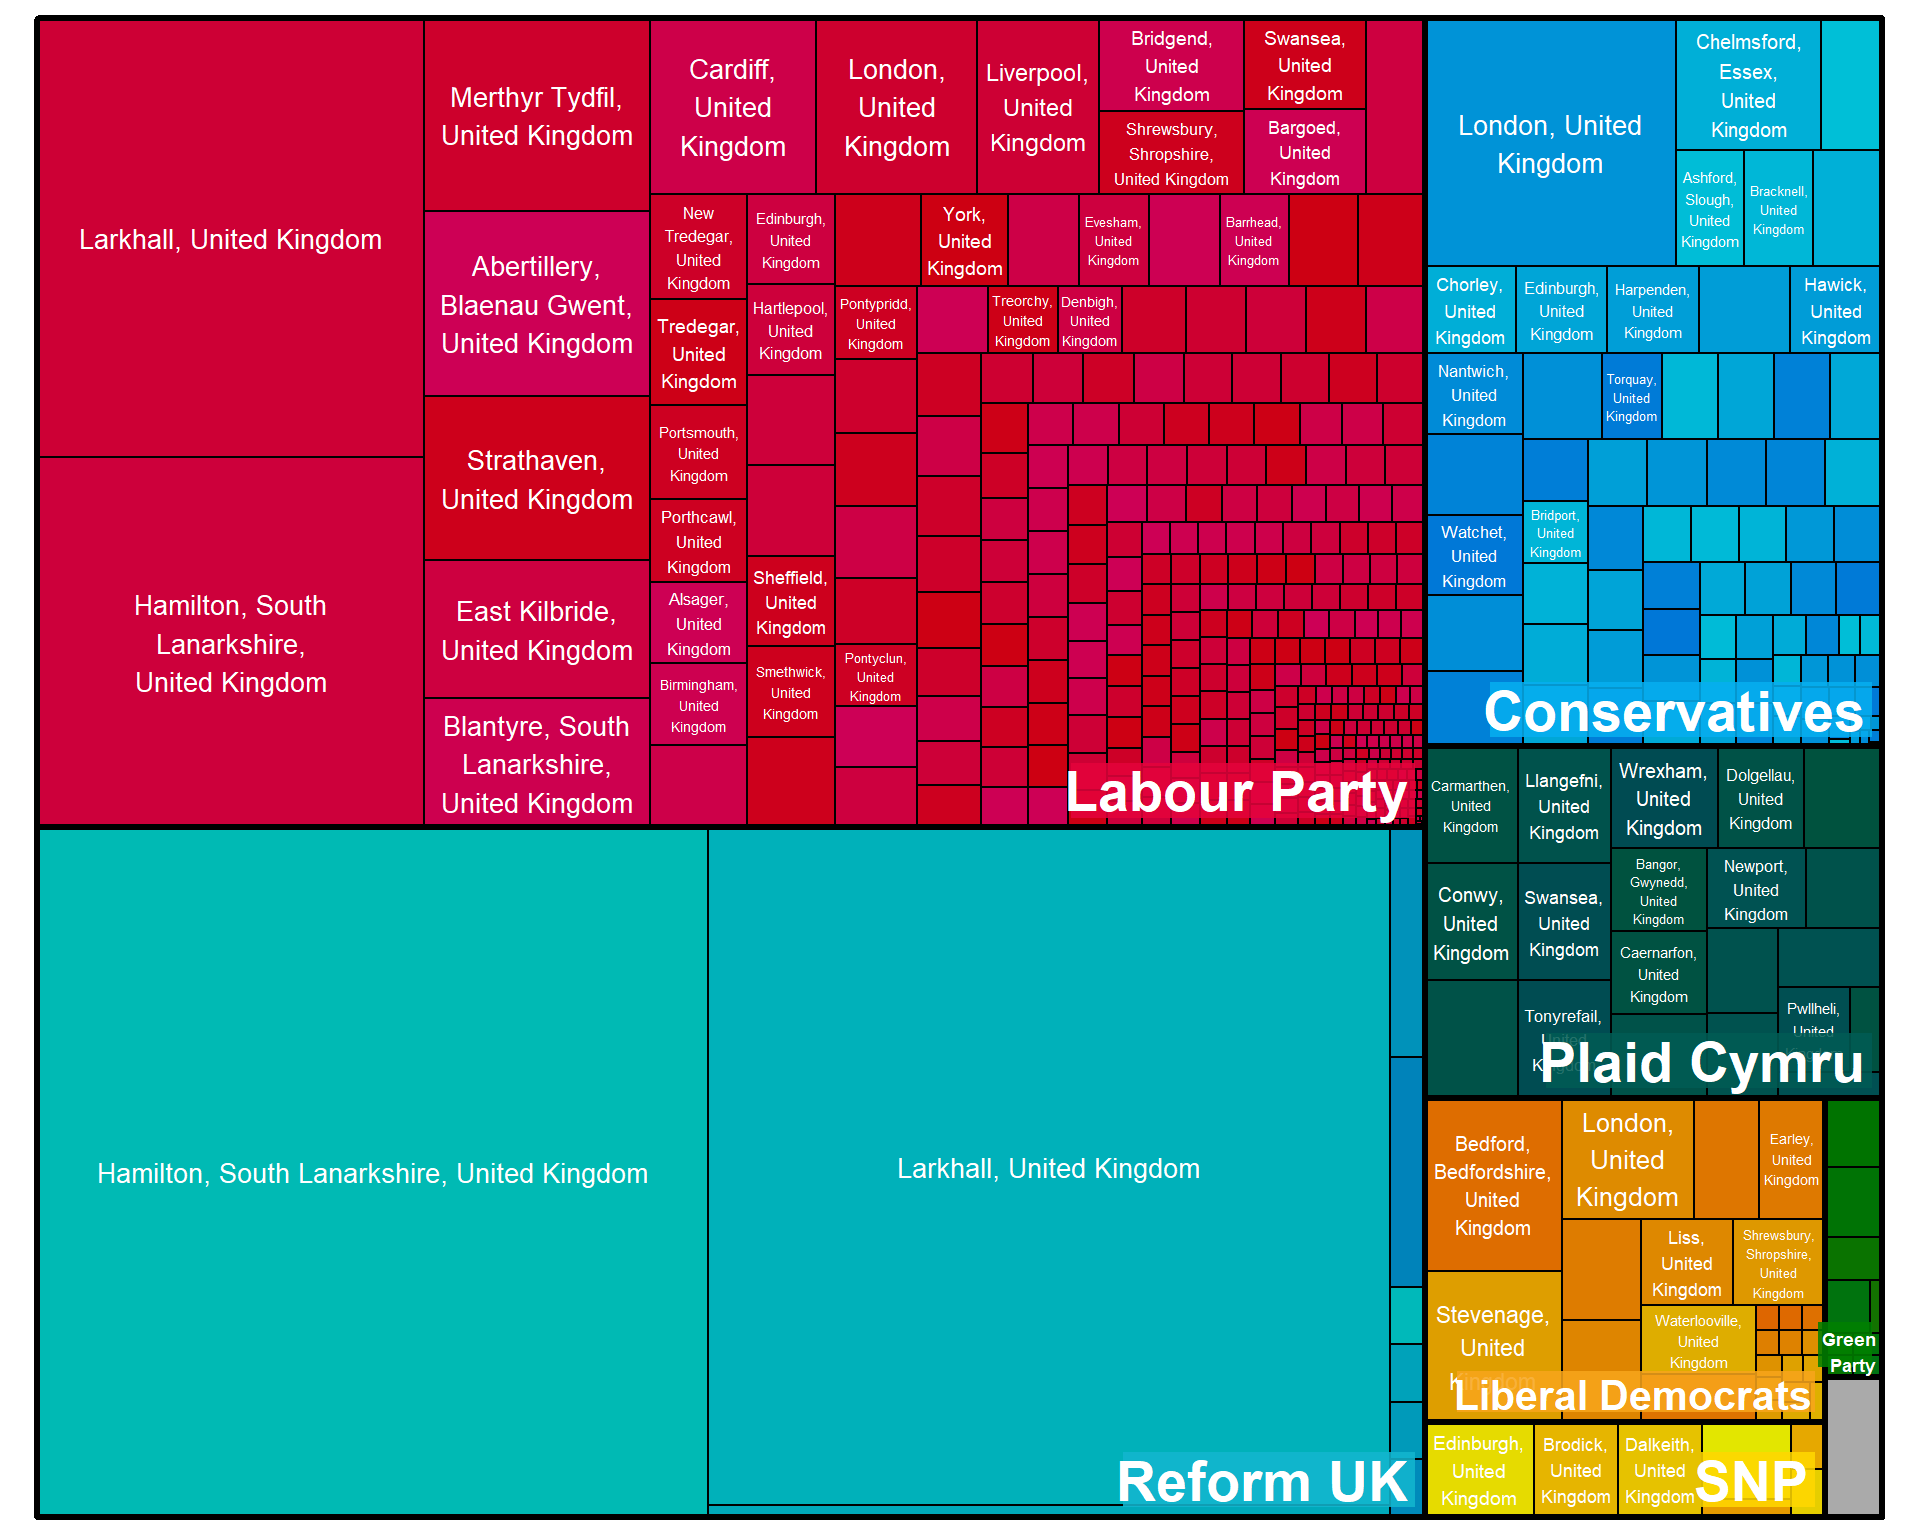 Larkhall, United Kingdom
Hamilton, South
Lanarkshire,
United Kingdom
Merthyr Tydfil,
United Kingdom
Abertillery,
Blaenau Gwent,
United Kingdom
Strathaven,
United Kingdom
East Kilbride,
United Kingdom
Blantyre, South
Lanarkshire,
United Kingdom
Cardiff,
United
Kingdom
London,
United
Kingdom
Liverpool,
United
Kingdom
Bridgend,
United
Kingdom
Shrewsbury,
Shropshire,
United Kingdom
Swansea,
United
Kingdom
Bargoed,
United
Kingdom
New
Tredegar,
United
Kingdom
Tredegar,
United
Kingdom
Portsmouth,
United
Kingdom
Porthcawl,
United
Kingdom
Alsager,
United
Kingdom
Birmingham,
United
Kingdom
Edinburgh,
United
Kingdom
Hartlepool,
United
Kingdom
Sheffield,
United
Kingdom
Smethwick,
United
Kingdom
Pontypridd,
United
Kingdom
Pontyclun,
United
Kingdom
York,
United
Kingdom
Evesham,
United
Kingdom
Barrhead,
United
Kingdom
Treorchy,
United
Kingdom
Denbigh,
United
Kingdom
Labour Party
Hamilton, South Lanarkshire, United Kingdom
Larkhall, United Kingdom
Reform UK
London, United
Kingdom
Chelmsford,
Essex,
United
Kingdom
Ashford,
Slough,
United
Kingdom
Bracknell,
United
Kingdom
Chorley,
United
Kingdom
Edinburgh,
United
Kingdom
Harpenden,
United
Kingdom
Hawick,
United
Kingdom
Nantwich,
United
Kingdom
Torquay,
United
Kingdom
Watchet,
United
Kingdom
Bridport,
United
Kingdom
Conservatives
Carmarthen,
United
Kingdom
Llangefni,
United
Kingdom
Wrexham,
United
Kingdom
Dolgellau,
United
Kingdom
Conwy,
United
Kingdom
Swansea,
United
Kingdom
Bangor,
Gwynedd,
United
Kingdom
Newport,
United
Kingdom
Caernarfon,
United
Kingdom
Tonyrefail,
United
Pwllheli,
United
Plaid Cymru
Bedford,
Bedfordshire,
United
Kingdom
London,
United
Kingdom
Earley,
United
Kingdom
Liss,
United
Kingdom
Shrewsbury,
Shropshire,
United
Kingdom
Stevenage,
United
Kingdom
Waterlooville,
United
Kingdom
Liberal Democrats
Green
Party
Edinburgh,
United
Kingdom
Brodick,
United
Kingdom
Dalkeith,
United
Kingdom
SNP